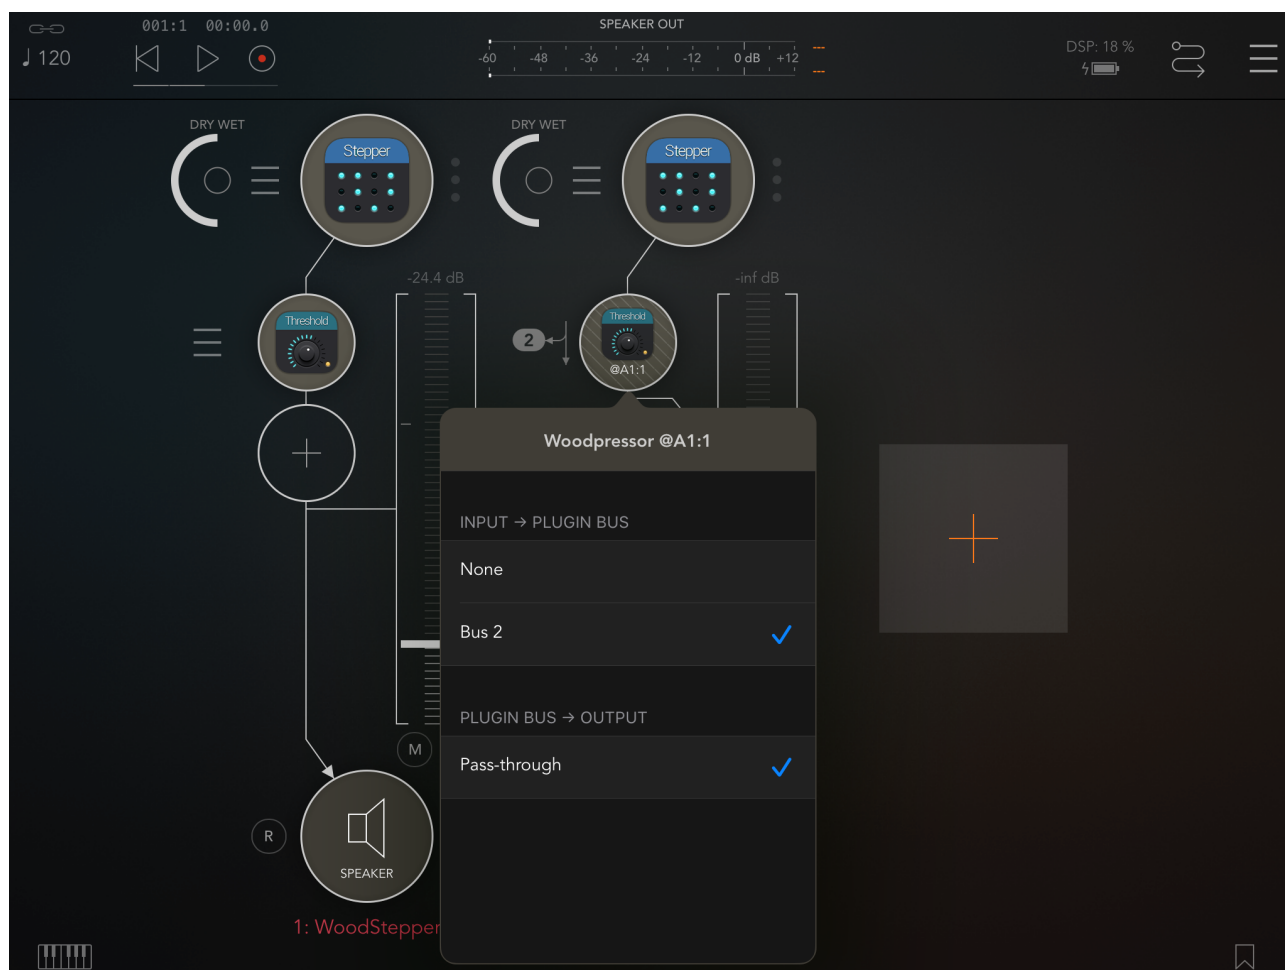 001:1 00:00.0
SPEAKER OUT
120
-60 -48 -36 -24 -12 0 dB +12
---
---
DSP: 18 %
DRY WET
Stepper
DRY WET
Stepper
-24.4 dB
-inf dB
Threshold
2
Threshold
@A1:1
Woodpressor @A1:1
INPUT → PLUGIN BUS
None
Bus 2
PLUGIN BUS → OUTPUT
Pass-through
M
R
SPEAKER
1: WoodStepper